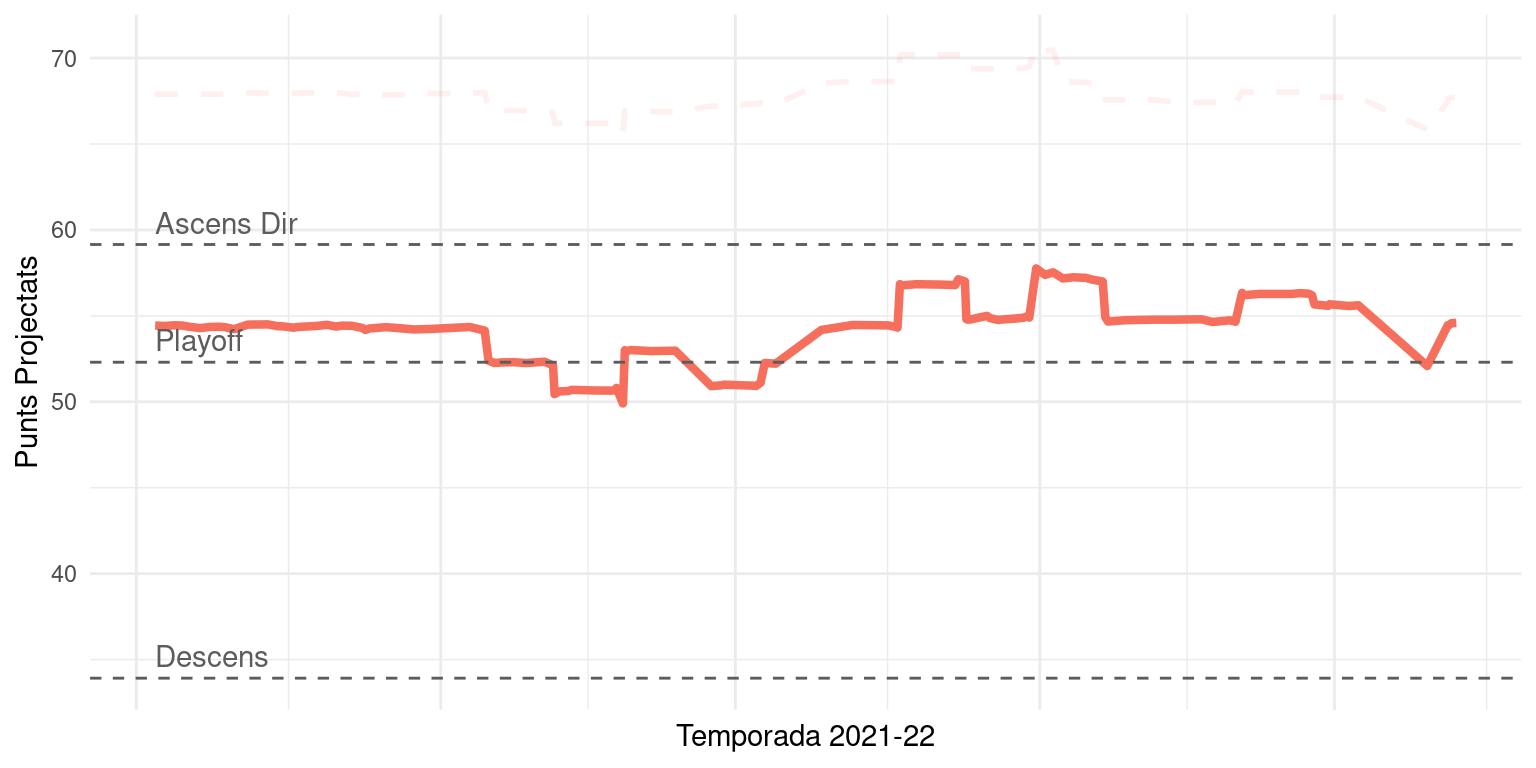 70
60
50
40
Punts Projectats
Ascens Dir
Playoff
Descens
Temporada 2021-22